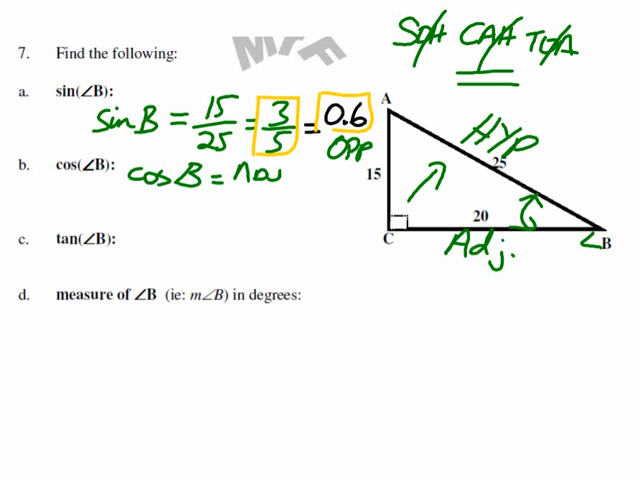 SOH CAH TOA
7. Find the following:
a. sin(∠B):
sin B = 15/25 = 3/5 = 0.6
OPP
b. cos(∠B):
cos B =
c. tan(∠B):
d. measure of ∠B (ie: m∠B) in degrees:
A
HYP
25
15
20
C
∠B
Adj.